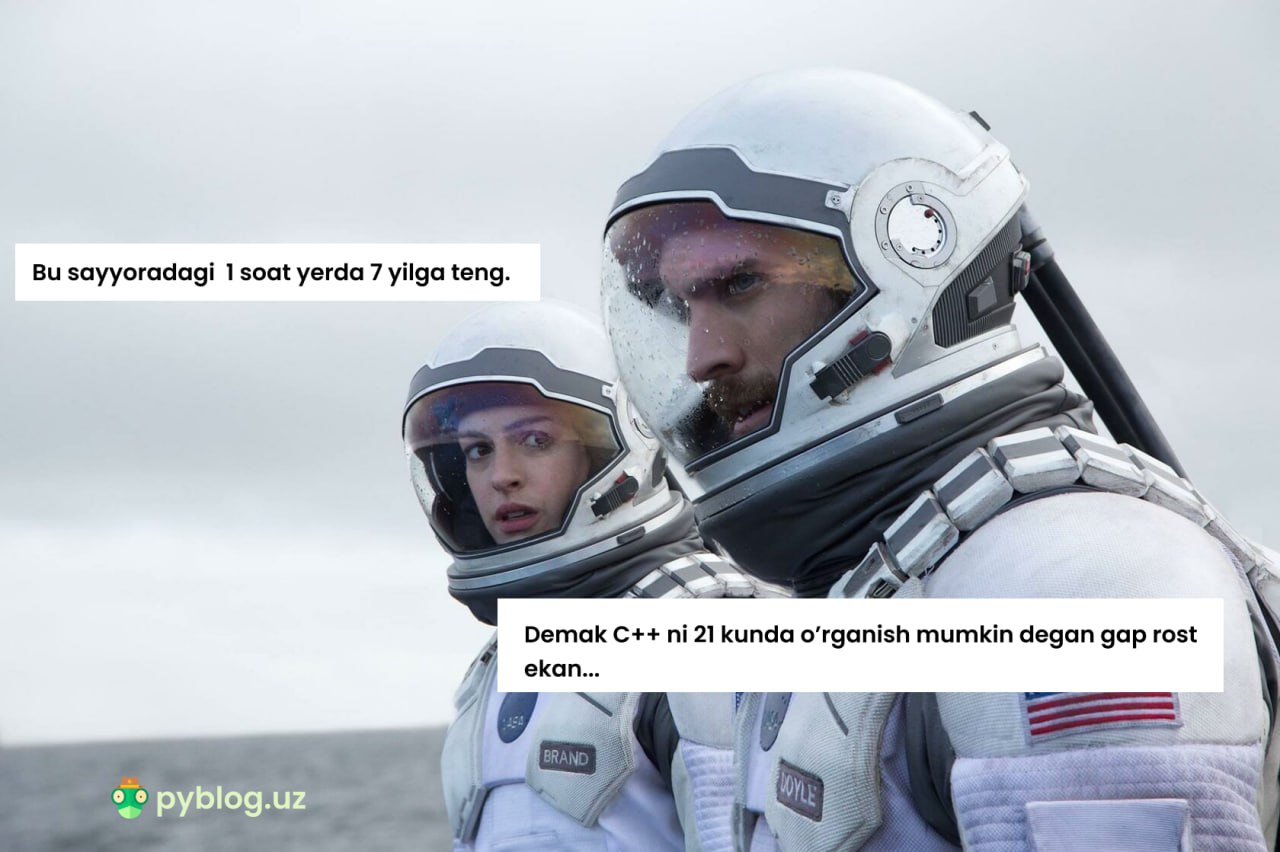 Bu sayyoradagi 1 soat yerda 7 yilga teng.
Demak C++ ni 21 kunda o’rganish mumkin degan gap rost
ekan...
BRAND
DOYLE
pyblog.uz